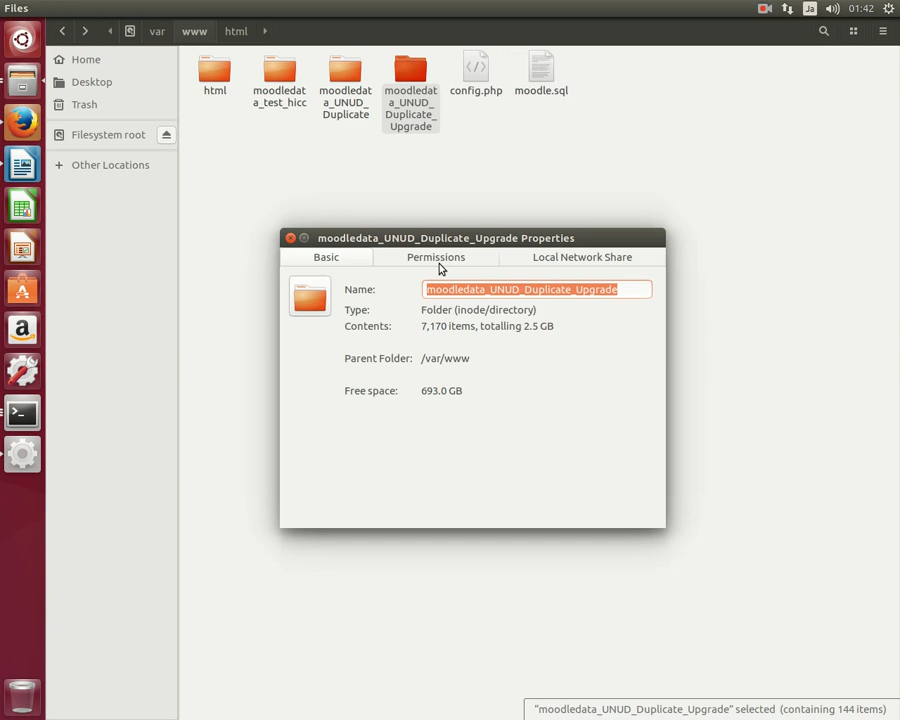 Files
Ja
01:42
var
www
html
Home
Desktop
Trash
Filesystem root
+ Other Locations
html
moodledat
a_test_hicc
moodledat
a_UNUD_
Duplicate
moodledat
a_UNUD_
Duplicate_
Upgrade
config.php
moodle.sql
moodledata_UNUD_Duplicate_Upgrade Properties
Basic
Permissions
Local Network Share
Name:
moodledata_UNUD_Duplicate_Upgrade
Type:
Folder (inode/directory)
Contents:
7,170 items, totalling 2.5 GB
Parent Folder:
/var/www
Free space:
693.0 GB
"moodledata_UNUD_Duplicate_Upgrade" selected (containing 144 items)